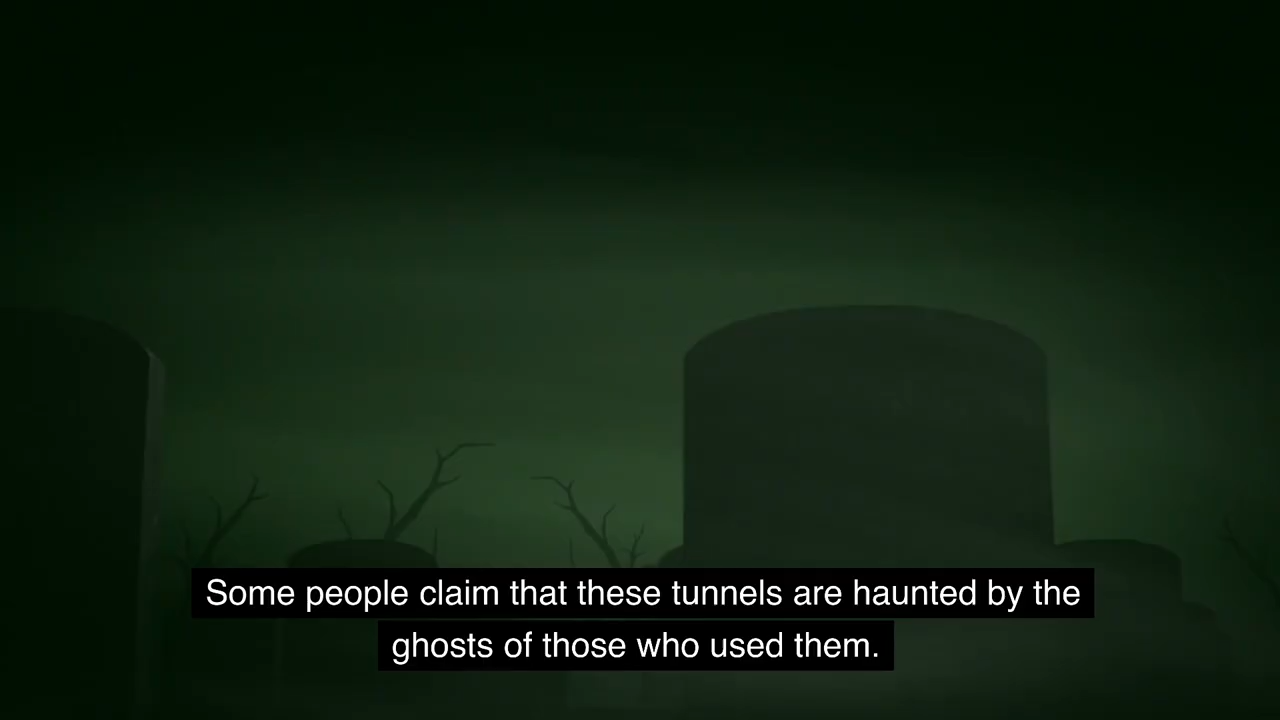 Some people claim that these tunnels are haunted by the
ghosts of those who used them.